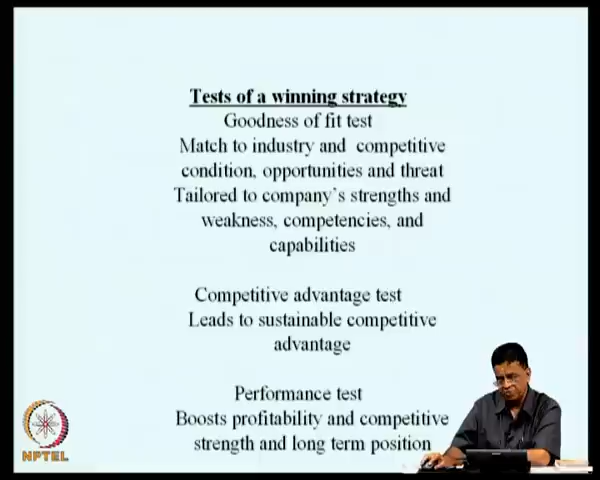 Tests of a winning strategy
Goodness of fit test
Match to industry and competitive
condition, opportunities and threat
Tailored to company's strengths and
weakness, competencies, and
capabilities
Competitive advantage test
Leads to sustainable competitive
advantage
Performance test
Boosts profitability and competitive
strength and long term position
NPTEL